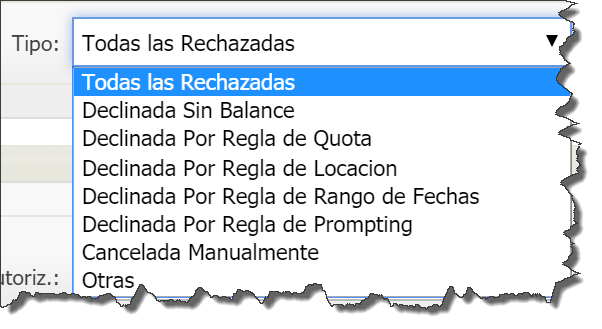 Tipo: Todas las Rechazadas
Todas las Rechazadas
Declinada Sin Balance
Declinada Por Regla de Quota
Declinada Por Regla de Locacion
Declinada Por Regla de Rango de Fechas
Declinada Por Regla de Prompting
Cancelada Manualmente
utoriz.: Otras